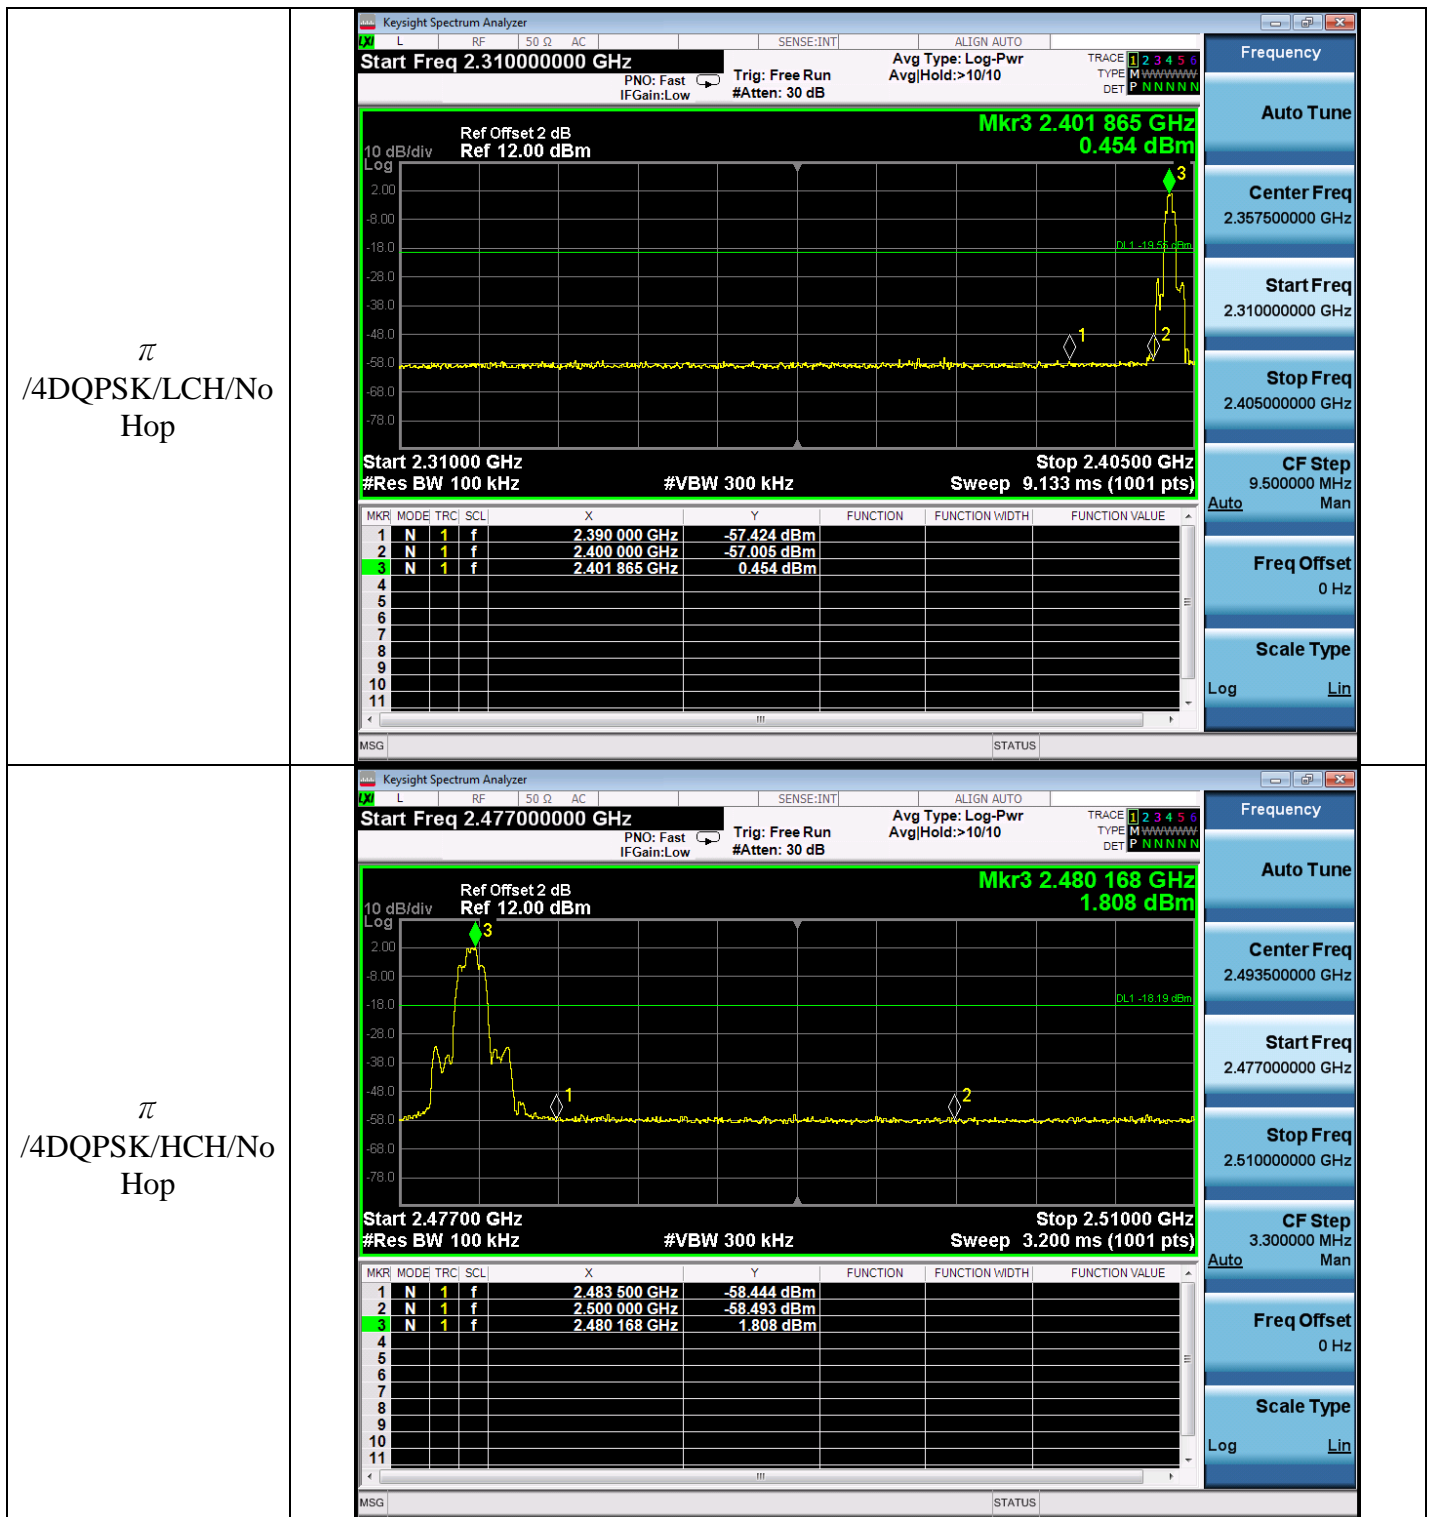 π
/4DQPSK/LCH/No
Hop
Keysight Spectrum Analyzer
LXI L RF 50 Ω AC SENSE:INT ALIGN AUTO
Start Freq 2.310000000 GHz
PNO: Fast
IFGain:Low
Trig: Free Run
#Atten: 30 dB
Avg Type: Log-Pwr
Avg|Hold:>10/10
TRACE 1 2 3 4 5 6
TYPE M WWWWW
DET P N N N N N
Mkr3 2.401 865 GHz
0.454 dBm
Ref Offset 2 dB
10 dB/div Ref 12.00 dBm
Log
2.00
-8.00
-18.0
-28.0
-38.0
-48.0
-58.0
-68.0
-78.0
DL1 -19.55 dBm
1
2
3
Start 2.31000 GHz Stop 2.40500 GHz
#Res BW 100 kHz #VBW 300 kHz Sweep 9.133 ms (1001 pts)
MKR MODE TRC SCL X Y FUNCTION FUNCTION WIDTH FUNCTION VALUE
1 N 1 f 2.390 000 GHz -57.424 dBm
2 N 1 f 2.400 000 GHz -57.005 dBm
3 N 1 f 2.401 865 GHz 0.454 dBm
4
5
6
7
8
9
10
11
MSG STATUS
Frequency
Auto Tune
Center Freq
2.357500000 GHz
Start Freq
2.310000000 GHz
Stop Freq
2.405000000 GHz
CF Step
9.500000 MHz
Auto Man
Freq Offset
0 Hz
Scale Type
Log Lin
π
/4DQPSK/HCH/No
Hop
Keysight Spectrum Analyzer
LXI L RF 50 Ω AC SENSE:INT ALIGN AUTO
Start Freq 2.477000000 GHz
PNO: Fast
IFGain:Low
Trig: Free Run
#Atten: 30 dB
Avg Type: Log-Pwr
Avg|Hold:>10/10
TRACE 1 2 3 4 5 6
TYPE M WWWWW
DET P N N N N N
Mkr3 2.480 168 GHz
1.808 dBm
Ref Offset 2 dB
10 dB/div Ref 12.00 dBm
Log
2.00
-8.00
-18.0
-28.0
-38.0
-48.0
-58.0
-68.0
-78.0
DL1 -18.19 dBm
3
1
2
Start 2.47700 GHz Stop 2.51000 GHz
#Res BW 100 kHz #VBW 300 kHz Sweep 3.200 ms (1001 pts)
MKR MODE TRC SCL X Y FUNCTION FUNCTION WIDTH FUNCTION VALUE
1 N 1 f 2.483 500 GHz -58.444 dBm
2 N 1 f 2.500 000 GHz -58.493 dBm
3 N 1 f 2.480 168 GHz 1.808 dBm
4
5
6
7
8
9
10
11
MSG STATUS
Frequency
Auto Tune
Center Freq
2.493500000 GHz
Start Freq
2.477000000 GHz
Stop Freq
2.510000000 GHz
CF Step
3.300000 MHz
Auto Man
Freq Offset
0 Hz
Scale Type
Log Lin